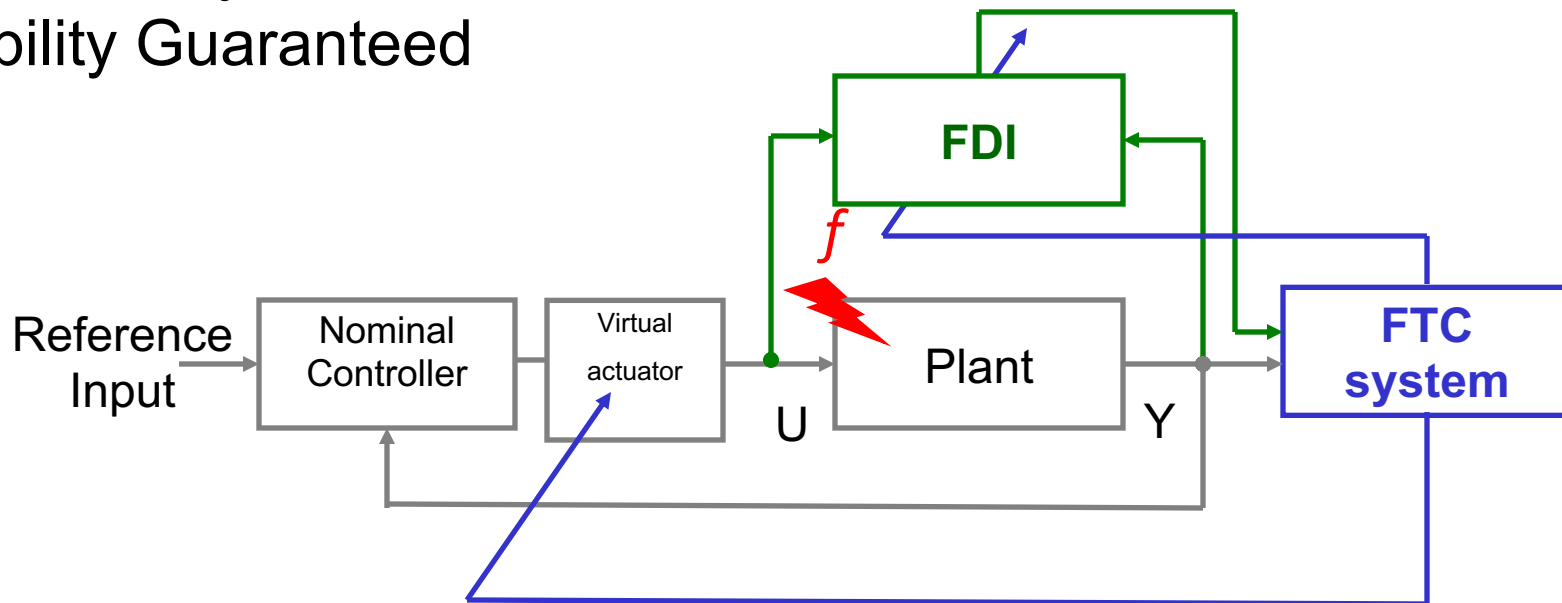 bility Guaranteed
FDI
f
Reference
Input
Nominal
Controller
Virtual
actuator
U
Plant
Y
FTC
system